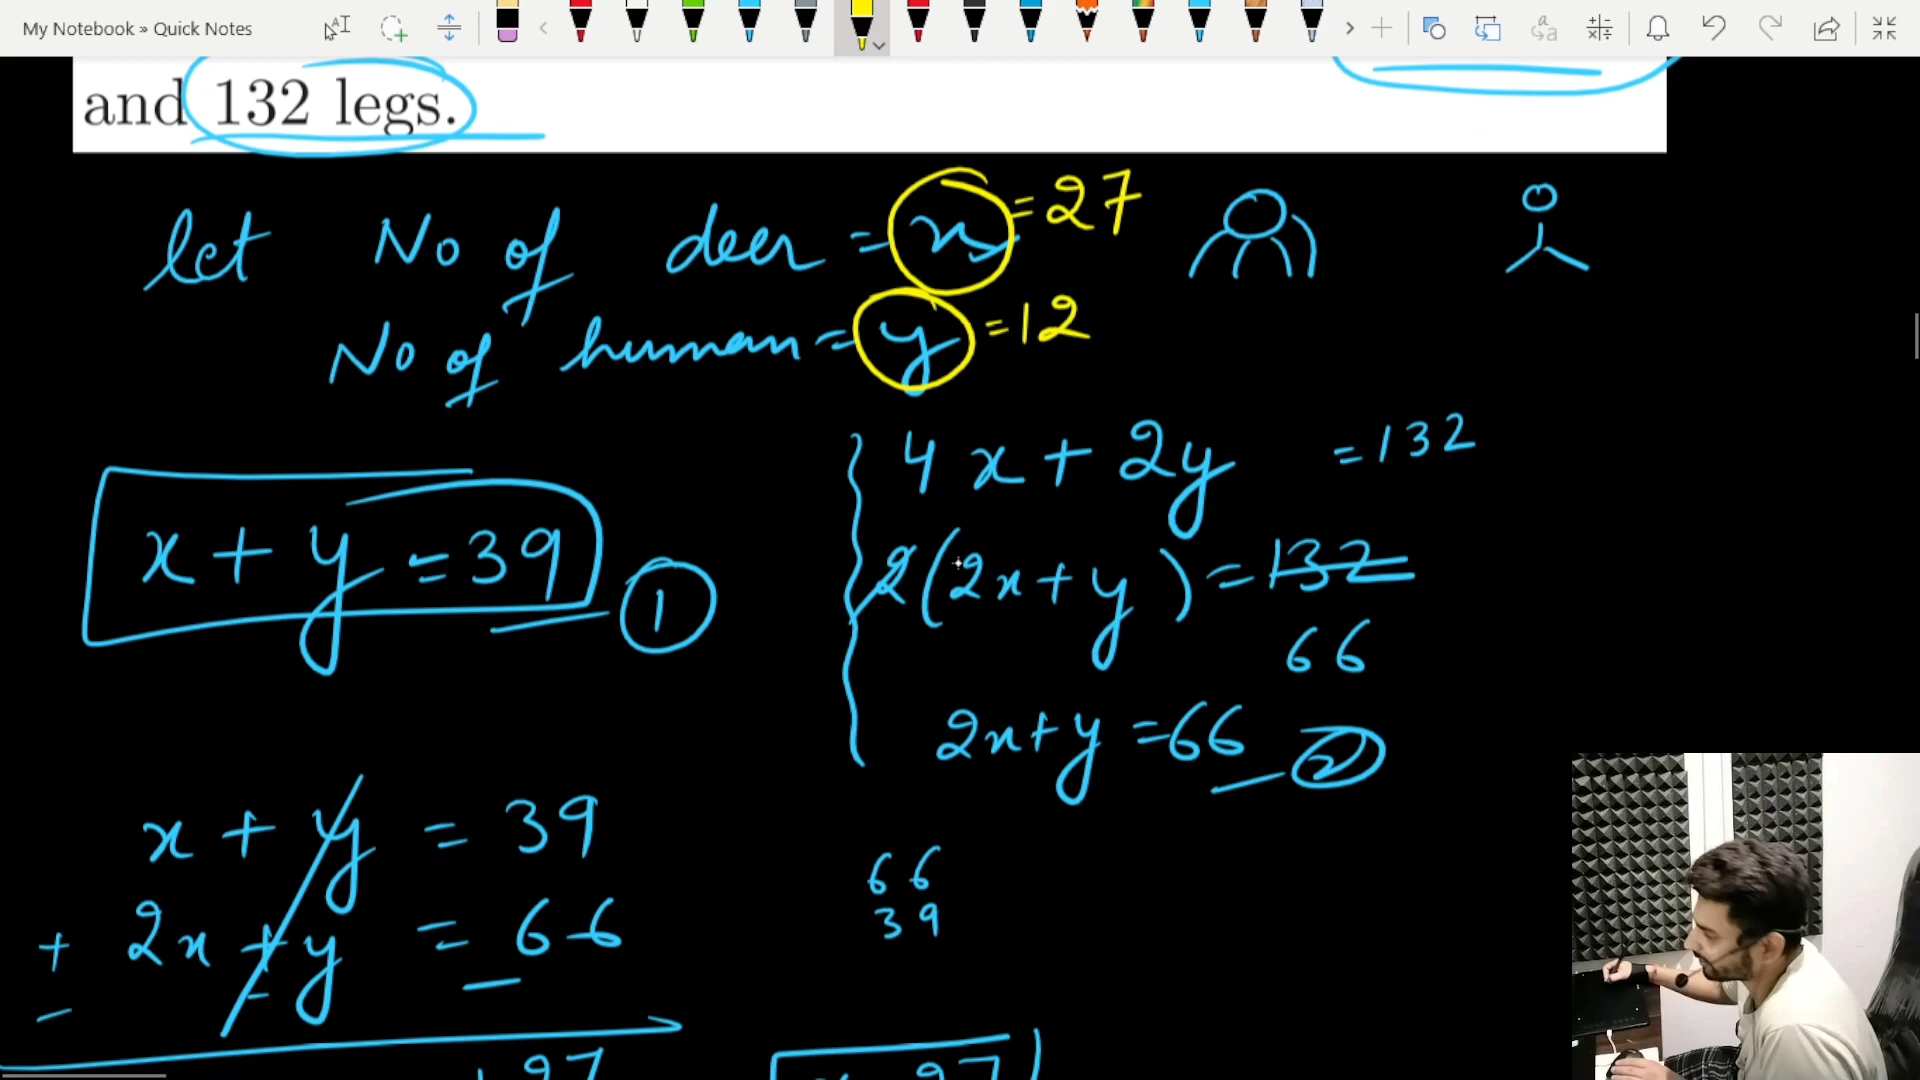 My Notebook » Quick Notes
and 132 legs.
let No of deer = x = 27
No of human = y = 12
4x + 2y = 132
x + y = 39 1
2(2x + y) = 132
66
2x + y = 66 2
x + y = 39
66
39
+ 2x + y = 66
- -